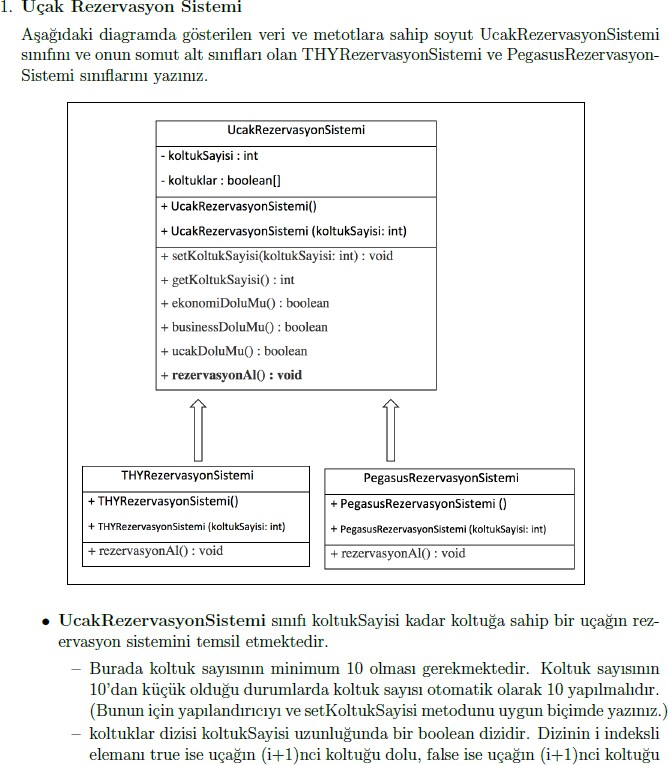 1. Uçak Rezervasyon Sistemi
Aşağıdaki diagramda gösterilen veri ve metotlara sahip soyut UcakRezervasyonSistemi
sınıfını ve onun somut alt sınıfları olan THYRezervasyonSistemi ve PegasusRezervasyon-
Sistemi sınıflarını yazınız.
UcakRezervasyonSistemi
- koltukSayisi : int
- koltuklar : boolean[]
+ UcakRezervasyonSistemi()
+ UcakRezervasyonSistemi (koltukSayisi: int)
+ setKoltukSayisi(koltukSayisi: int) : void
+ getKoltukSayisi() : int
+ ekonomiDoluMu() : boolean
+ businessDoluMu() : boolean
+ ucakDoluMu() : boolean
+ rezervasyonAl() : void
THYRezervasyonSistemi
+ THYRezervasyonSistemi()
+ THYRezervasyonSistemi (koltukSayisi: int)
+ rezervasyonAl() : void
PegasusRezervasyonSistemi
+ PegasusRezervasyonSistemi ()
+ PegasusRezervasyonSistemi (koltukSayisi: int)
+ rezervasyonAl() : void
• UcakRezervasyonSistemi sınıfı koltukSayisi kadar koltuğa sahip bir uçağın rez-
ervasyon sistemini temsil etmektedir.
– Burada koltuk sayısının minimum 10 olması gerekmektedir. Koltuk sayısının
10'dan küçük olduğu durumlarda koltuk sayısı otomatik olarak 10 yapılmalıdır.
(Bunun için yapılandırıcıyı ve setKoltukSayisi metodunu uygun biçimde yazınız.)
– koltuklar dizisi koltukSayisi uzunluğunda bir boolean dizidir. Dizinin i indeksli
elemanı true ise uçağın (i+1)nci koltuğu dolu, false ise uçağın (i+1)nci koltuğu